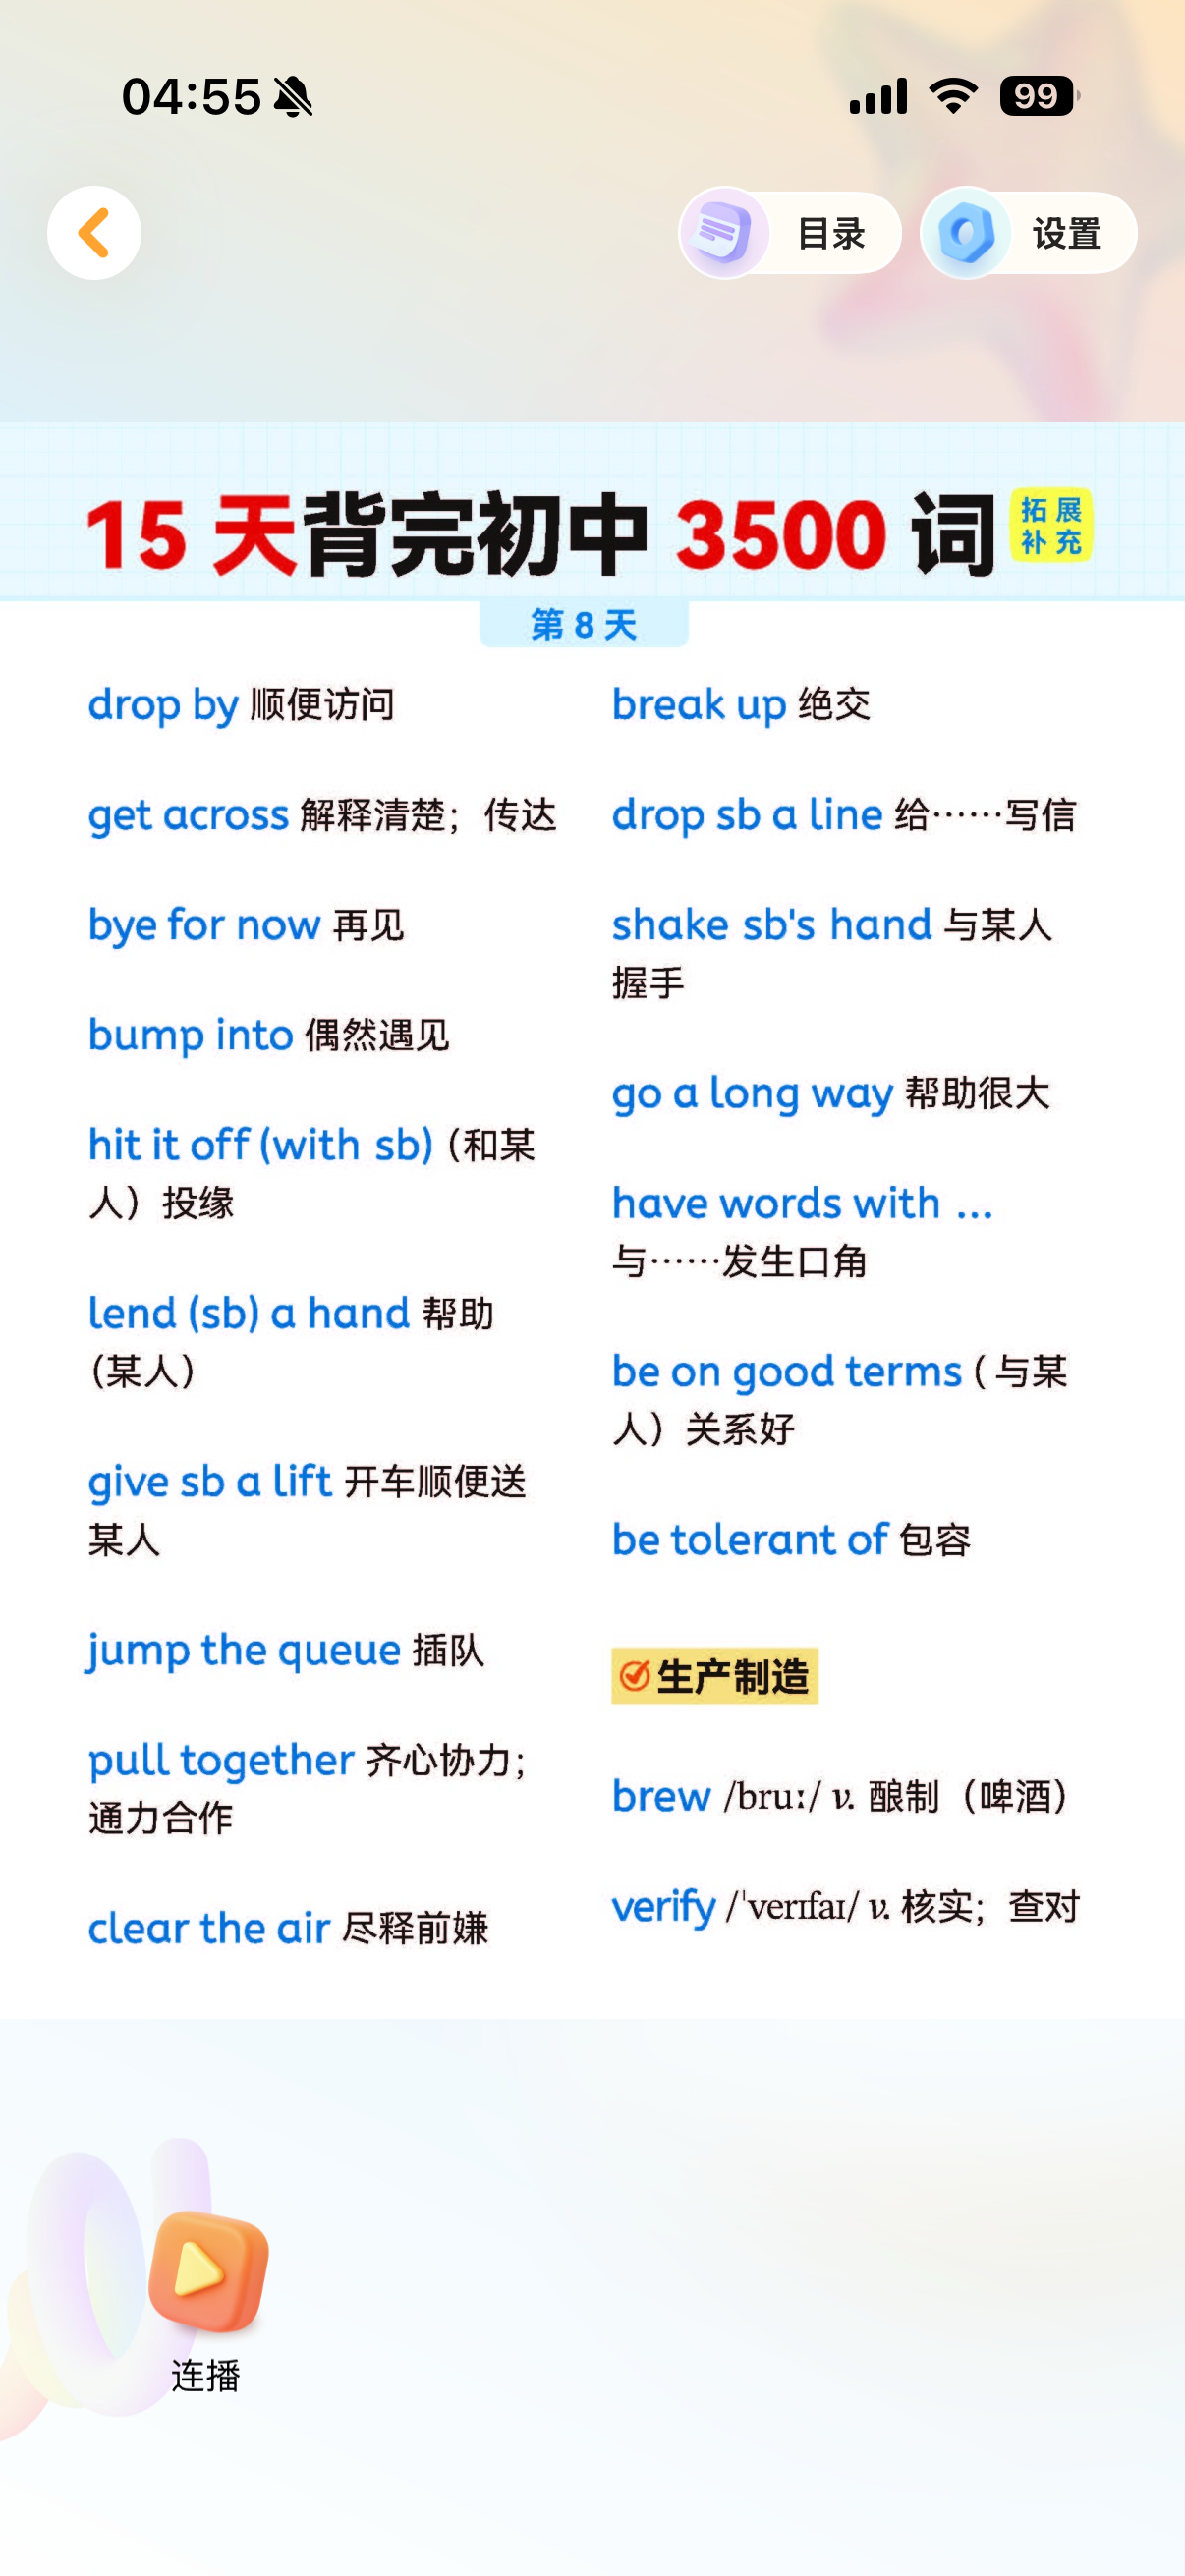 04:55
99
目录
设置
15 天背完初中 3500 词
拓展
补充
第 8 天
drop by 顺便访问
get across 解释清楚；传达
bye for now 再见
bump into 偶然遇见
hit it off (with sb)（和某
人）投缘
lend (sb) a hand 帮助
（某人）
give sb a lift 开车顺便送
某人
jump the queue 插队
pull together 齐心协力；
通力合作
clear the air 尽释前嫌
break up 绝交
drop sb a line 给……写信
shake sb's hand 与某人
握手
go a long way 帮助很大
have words with ...
与……发生口角
be on good terms ( 与某
人）关系好
be tolerant of 包容
生产制造
brew /bruː/ v. 酿制（啤酒）
verify /ˈverɪfaɪ/ v. 核实；查对
连播